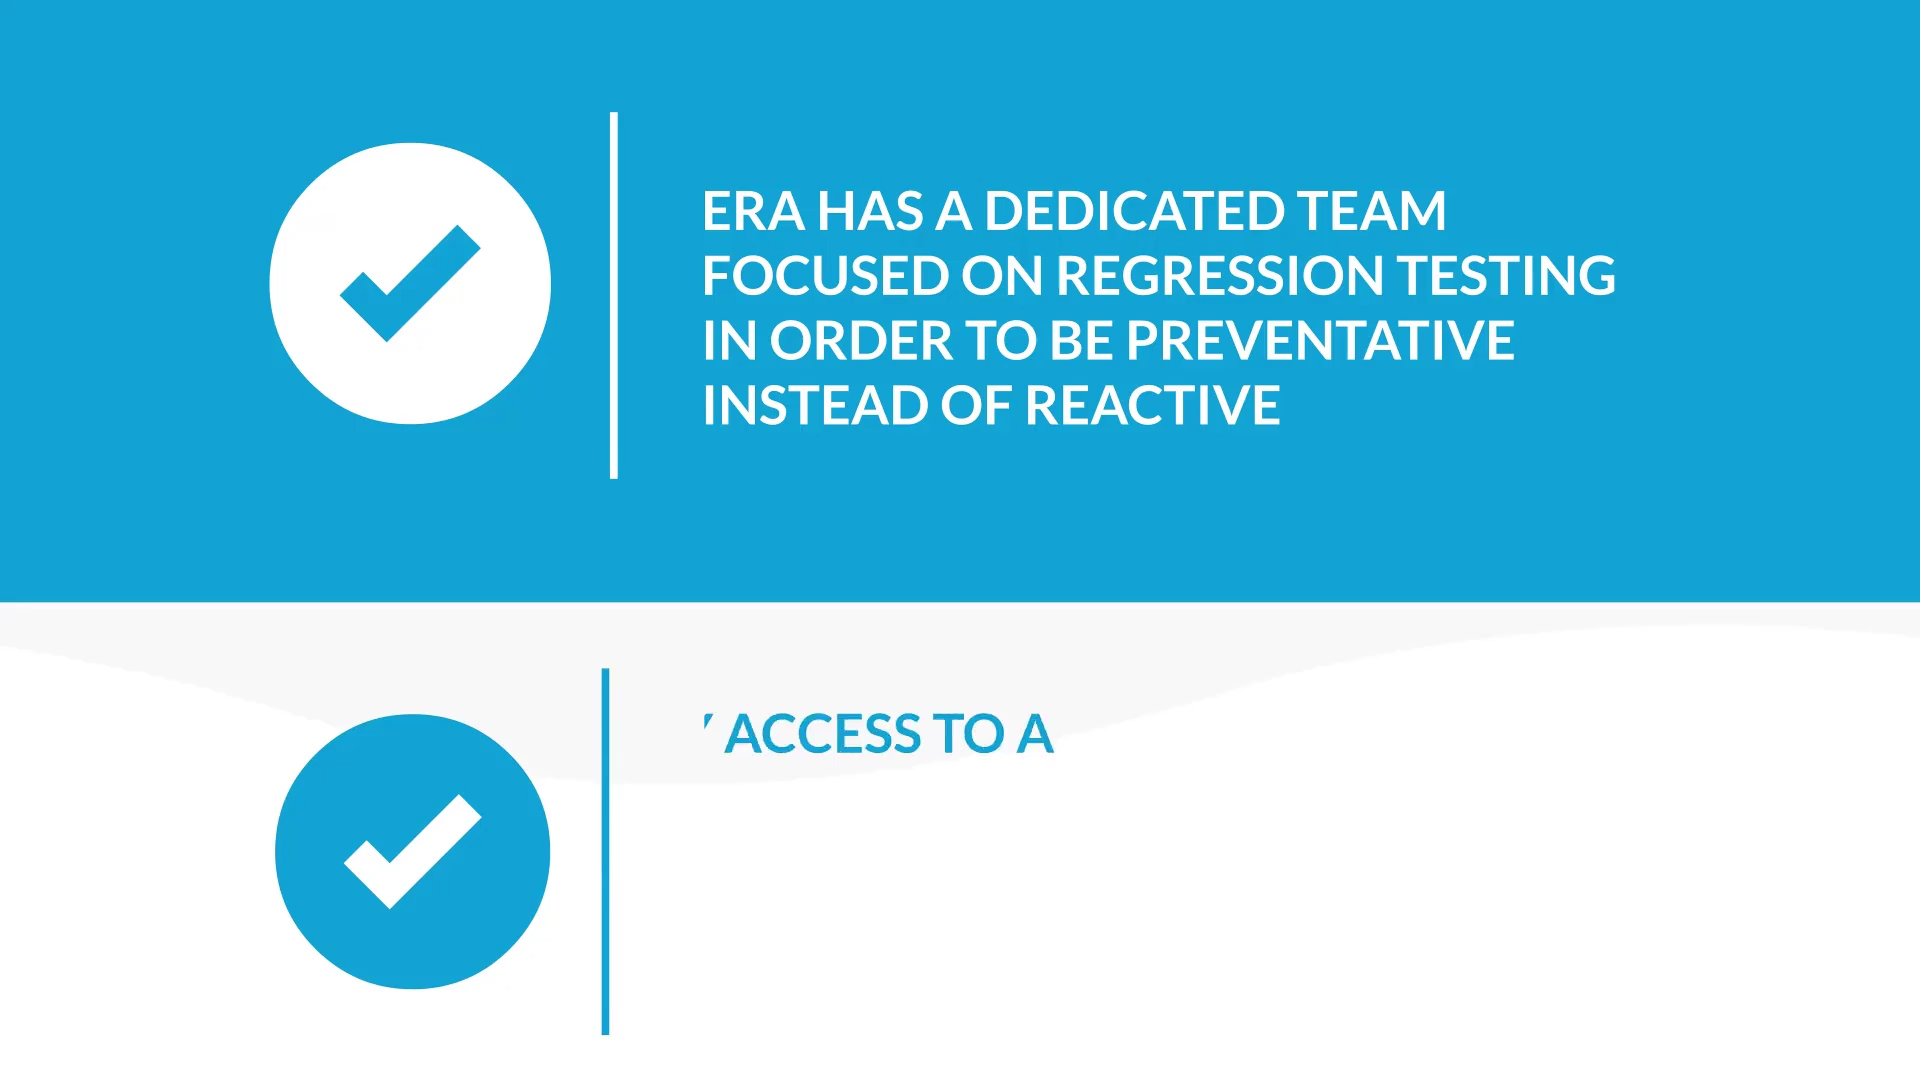 ERA HAS A DEDICATED TEAM
FOCUSED ON REGRESSION TESTING
IN ORDER TO BE PREVENTATIVE
INSTEAD OF REACTIVE
ACCESS TO A